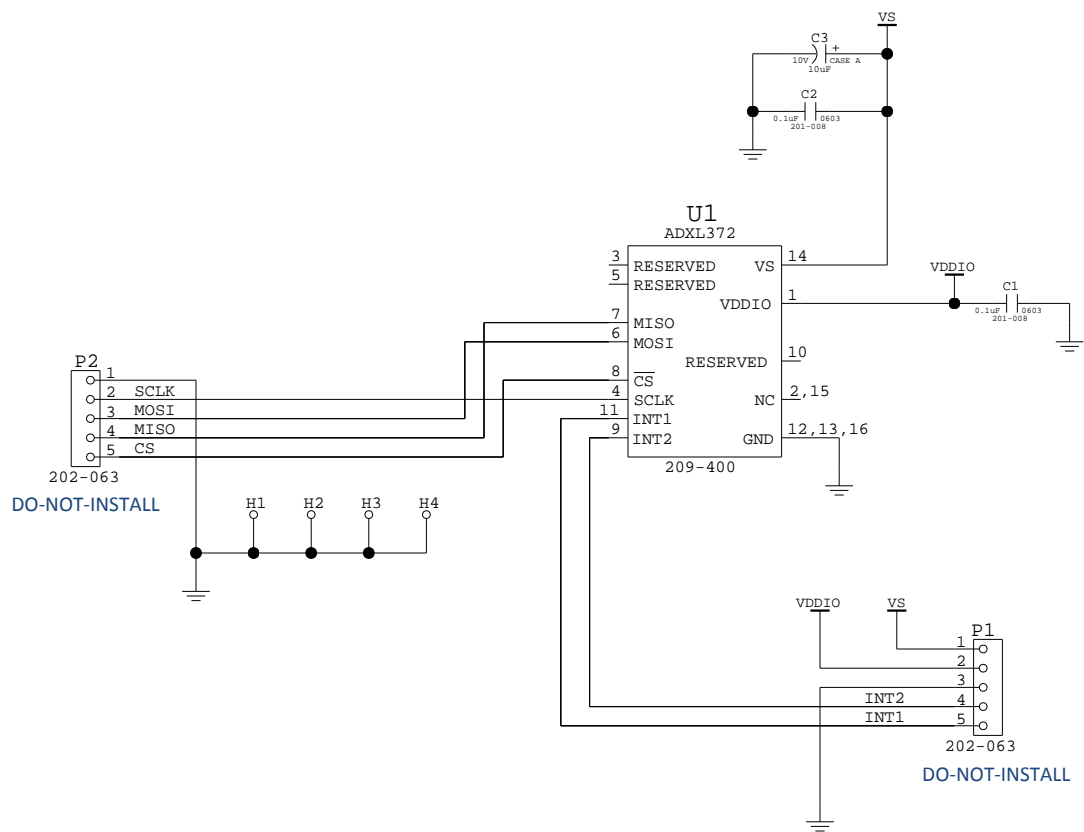 VS
C3
+
10V
CASE A
10uF
C2
0.1uF
0603
201-008
U1
ADXL372
3 RESERVED VS 14
5 RESERVED
VDDIO 1
VDDIO
C1
0.1uF
0603
201-008
7 MISO
6 MOSI
RESERVED 10
8 CS
4 SCLK NC 2,15
11 INT1
9 INT2 GND 12,13,16
209-400
P2
1
2 SCLK
3 MOSI
4 MISO
5 CS
202-063
DO-NOT-INSTALL
H1 H2 H3 H4
VDDIO VS
P1
1
2
3
INT2 4
INT1 5
202-063
DO-NOT-INSTALL